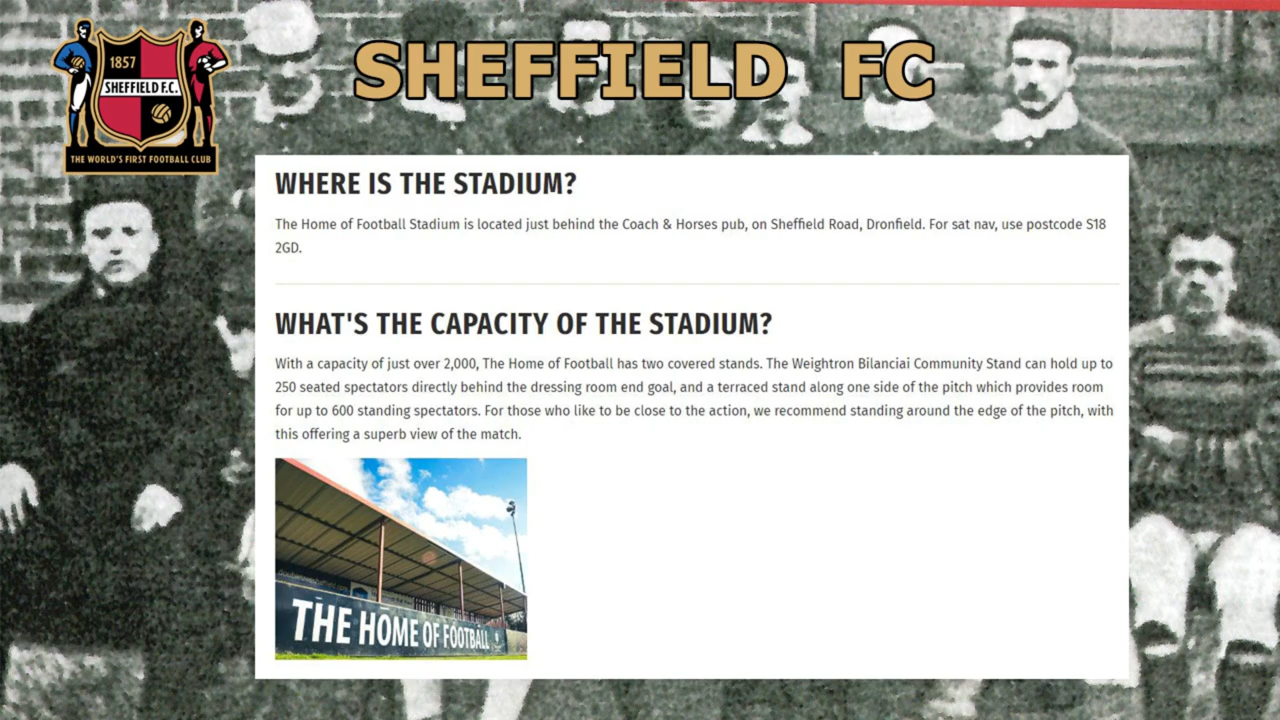 1857
SHEFFIELD F.C.
THE WORLD'S FIRST FOOTBALL CLUB
SHEFFIELD FC
WHERE IS THE STADIUM?
The Home of Football Stadium is located just behind the Coach & Horses pub, on Sheffield Road, Dronfield. For sat nav, use postcode S18
2GD.
WHAT'S THE CAPACITY OF THE STADIUM?
With a capacity of just over 2,000, The Home of Football has two covered stands. The Weightron Bilanciai Community Stand can hold up to
250 seated spectators directly behind the dressing room end goal, and a terraced stand along one side of the pitch which provides room
for up to 600 standing spectators. For those who like to be close to the action, we recommend standing around the edge of the pitch, with
this offering a superb view of the match.
THE HOME OF FOOTBALL